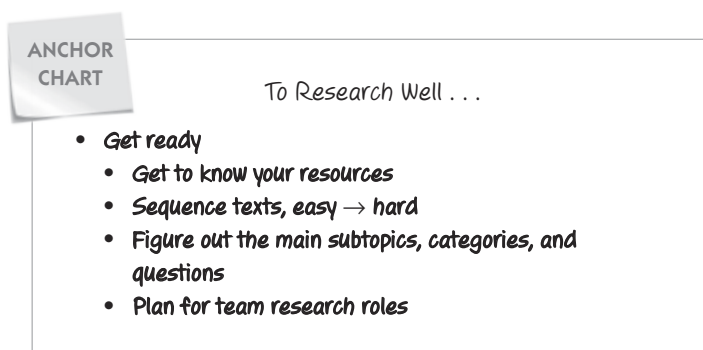 ANCHOR
CHART
To Research Well . . .
• Get ready
• Get to know your resources
• Sequence texts, easy → hard
• Figure out the main subtopics, categories, and
questions
• Plan for team research roles